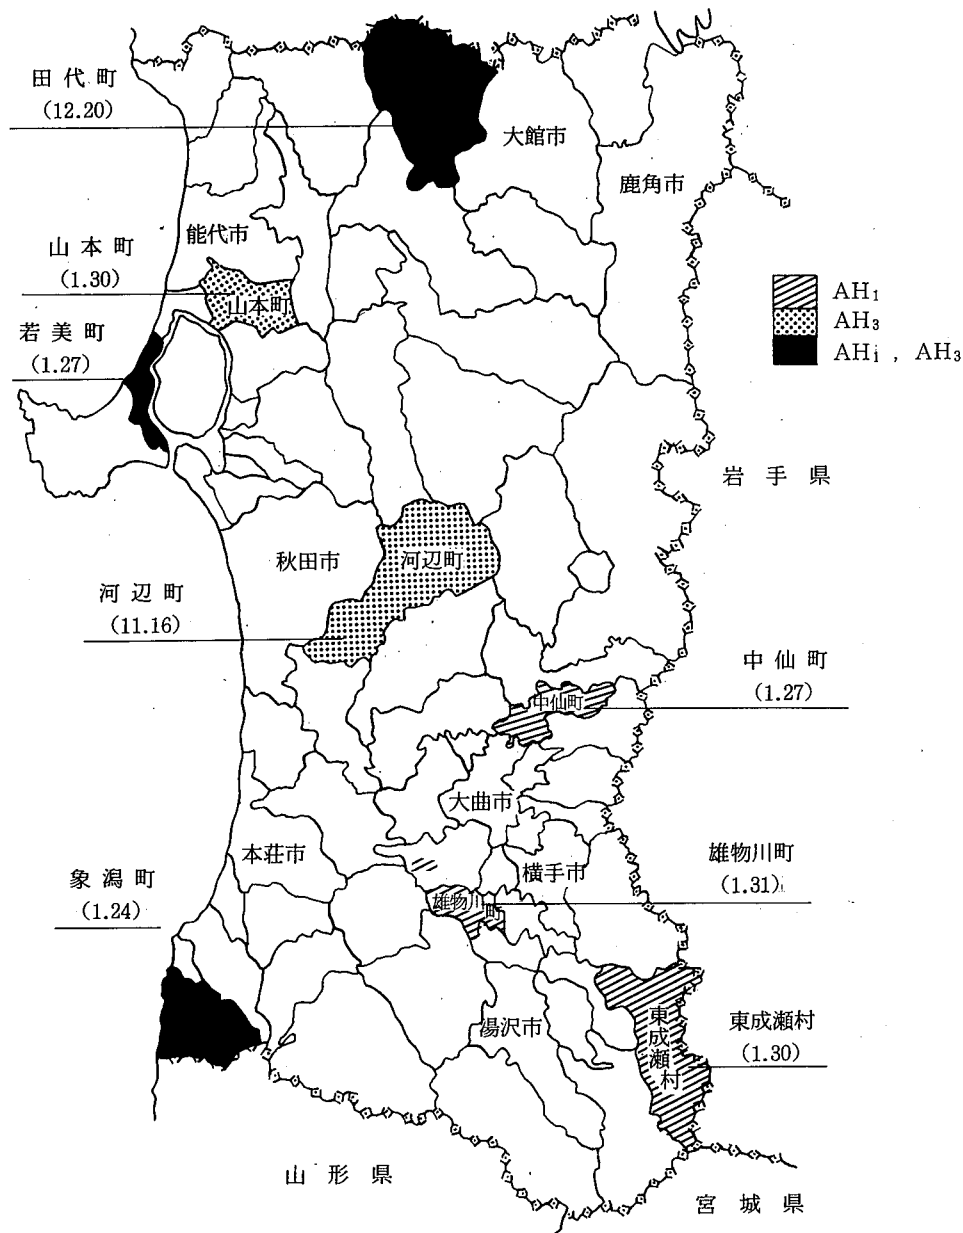 田代町
(12.20)
大館市
鹿角市
能代市
山本町
(1.30)
山本町
若美町
(1.27)
AH₁
AH₃
AHi , AH₃
岩手県
秋田市
河辺町
河辺町
(11.16)
中仙町
(1.27)
中仙町
大曲市
本荘市
横手市
雄物川町
(1.31)
雄物川町
象潟町
(1.24)
湯沢市
東成瀬村
東成瀬村
(1.30)
山形県
宮城県